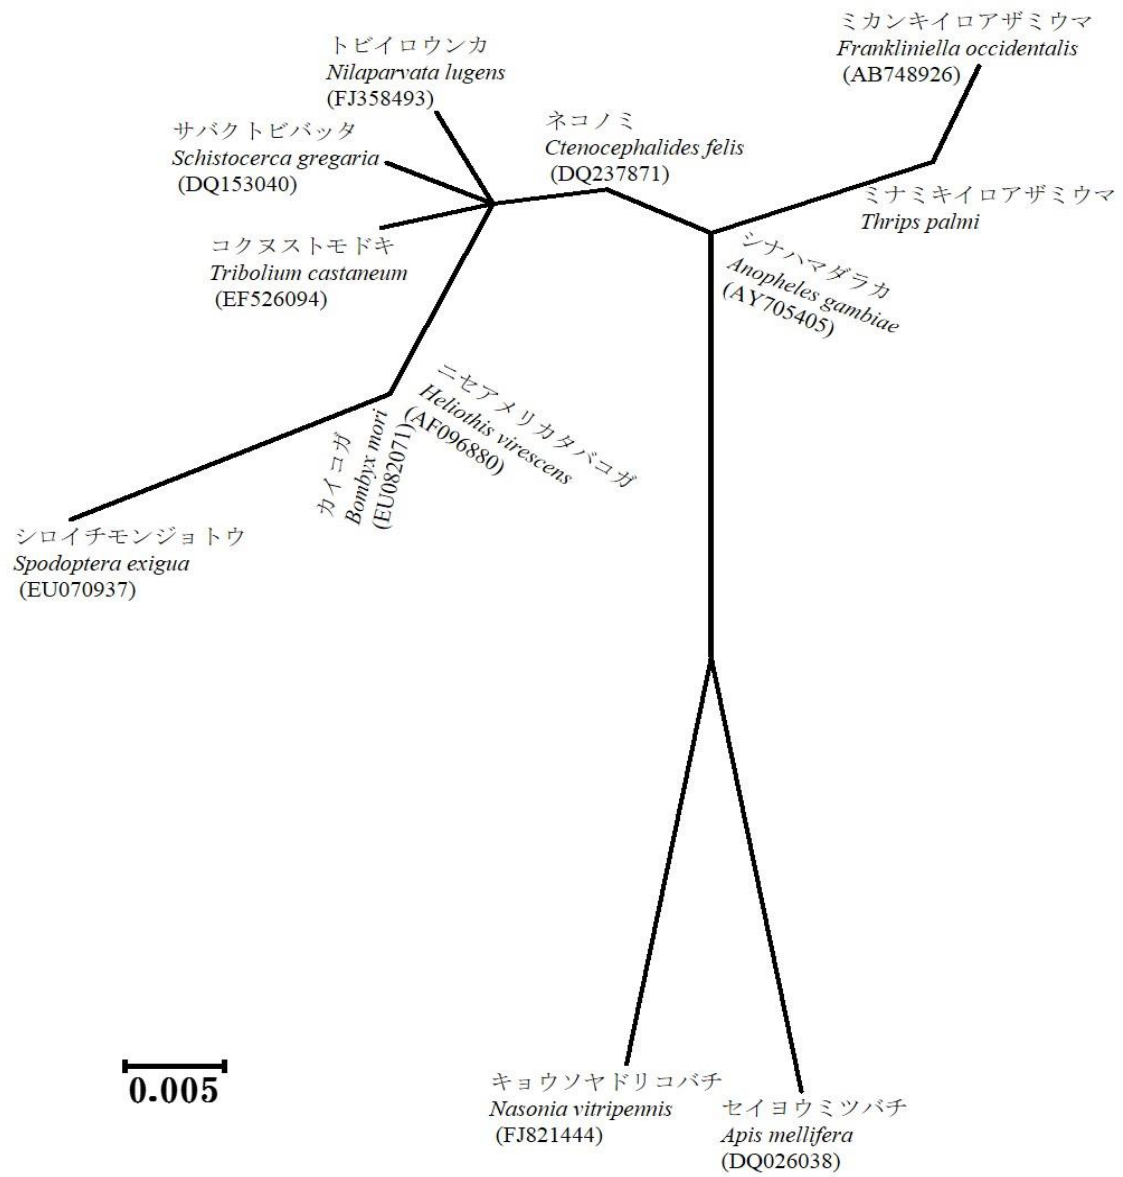 ミカンキイロアザミウマ
Frankliniella occidentalis
(AB748926)
トビイロウンカ
Nilaparvata lugens
(FJ358493)
サバクトビバッタ
Schistocerca gregaria
(DQ153040)
ネコノミ
Ctenocephalides felis
(DQ237871)
ミナミキイロアザミウマ
Thrips palmi
コクヌストモドキ
Tribolium castaneum
(EF526094)
シナハマダラカ
Anopheles gambiae
(AY705405)
ニセアメリカタバコガ
Heliothis virescens
(AF096880)
カイコガ
Bombyx mori
(EU082071)
シロイチモンジョトウ
Spodoptera exigua
(EU070937)
0.005
キョウソヤドリコバチ
Nasonia vitripennis
(FJ821444)
セイヨウミツバチ
Apis mellifera
(DQ026038)